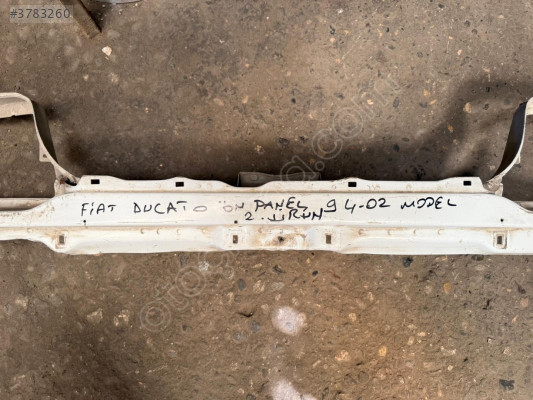 #3783260
FiAT DUCATO ÖN PANEL 94-02 MODEL
2. ÜRÜN